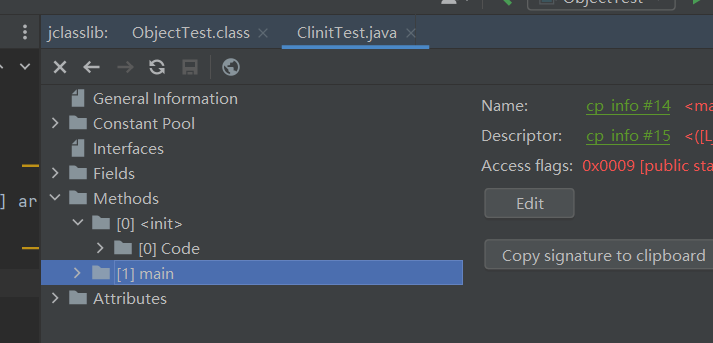 ObjectTest
jclasslib: ObjectTest.class ClinitTest.java
General Information
Constant Pool
Interfaces
Fields
Methods
[0] <init>
[0] Code
[1] main
Attributes
] ar
Name: cp_info #14 <ma
Descriptor: cp_info #15 <([L
Access flags: 0x0009 [public sta
Edit
Copy signature to clipboard